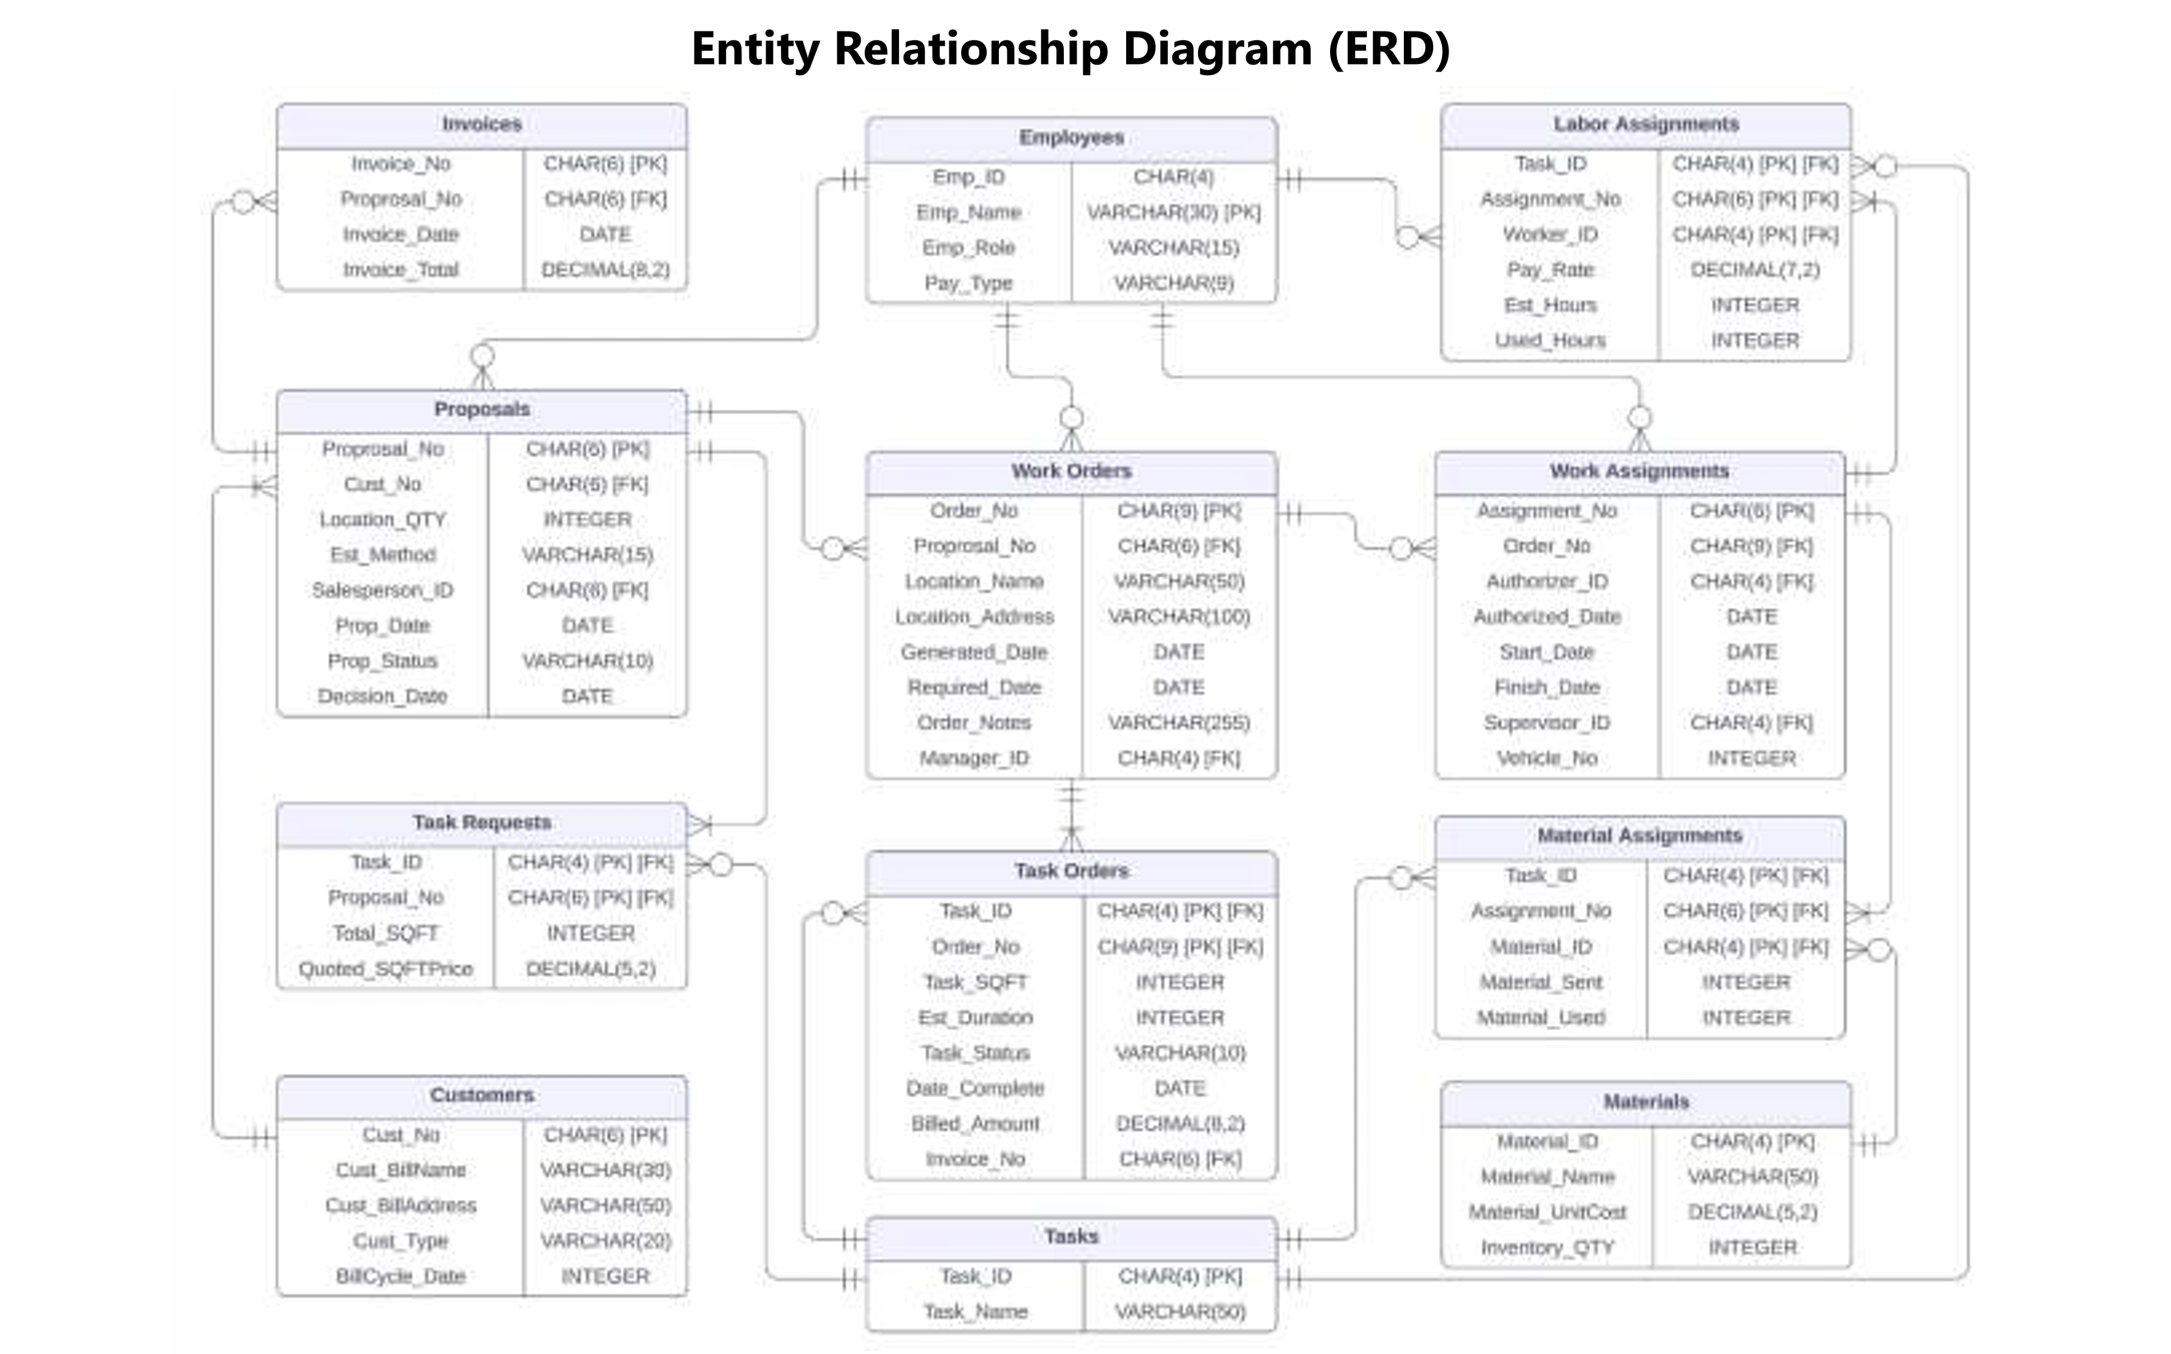 Entity Relationship Diagram (ERD)
Invoices
Invoice_No CHAR(6) [PK]
Proprosal_No CHAR(6) [FK]
Invoice_Date DATE
Invoice_Total DECIMAL(8,2)
Employees
Emp_ID CHAR(4)
Emp_Name VARCHAR(30) [PK]
Emp_Role VARCHAR(15)
Pay_Type VARCHAR(9)
Labor Assignments
Task_ID CHAR(4) [PK] [FK]
Assignment_No CHAR(6) [PK] [FK]
Worker_ID CHAR(4) [PK] [FK]
Pay_Rate DECIMAL(7,2)
Est_Hours INTEGER
Used_Hours INTEGER
Proposals
Proprosal_No CHAR(6) [PK]
Cust_No CHAR(6) [FK]
Location_QTY INTEGER
Est_Method VARCHAR(15)
Salesperson_ID CHAR(6) [FK]
Prop_Date DATE
Prop_Status VARCHAR(10)
Decision_Date DATE
Work Orders
Order_No CHAR(9) [PK]
Proprosal_No CHAR(6) [FK]
Location_Name VARCHAR(50)
Location_Address VARCHAR(100)
Generated_Date DATE
Required_Date DATE
Order_Notes VARCHAR(255)
Manager_ID CHAR(4) [FK]
Work Assignments
Assignment_No CHAR(6) [PK]
Order_No CHAR(9) [FK]
Authorizer_ID CHAR(4) [FK]
Authorized_Date DATE
Start_Date DATE
Finish_Date DATE
Supervisor_ID CHAR(4) [FK]
Vehicle_No INTEGER
Task Requests
Task_ID CHAR(4) [PK] [FK]
Proposal_No CHAR(6) [PK] [FK]
Total_SQFT INTEGER
Quoted_SQFTPrice DECIMAL(5,2)
Task Orders
Task_ID CHAR(4) [PK] [FK]
Order_No CHAR(9) [PK] [FK]
Task_SQFT INTEGER
Est_Duration INTEGER
Task_Status VARCHAR(10)
Date_Complete DATE
Billed_Amount DECIMAL(8,2)
Invoice_No CHAR(6) [FK]
Material Assignments
Task_ID CHAR(4) [PK] [FK]
Assignment_No CHAR(6) [PK] [FK]
Material_ID CHAR(4) [PK] [FK]
Material_Sent INTEGER
Material_Used INTEGER
Customers
Cust_No CHAR(6) [PK]
Cust_BillName VARCHAR(30)
Cust_BillAddress VARCHAR(50)
Cust_Type VARCHAR(20)
BillCycle_Date INTEGER
Tasks
Task_ID CHAR(4) [PK]
Task_Name VARCHAR(50)
Materials
Material_ID CHAR(4) [PK]
Material_Name VARCHAR(50)
Material_UnitCost DECIMAL(5,2)
Inventory_QTY INTEGER